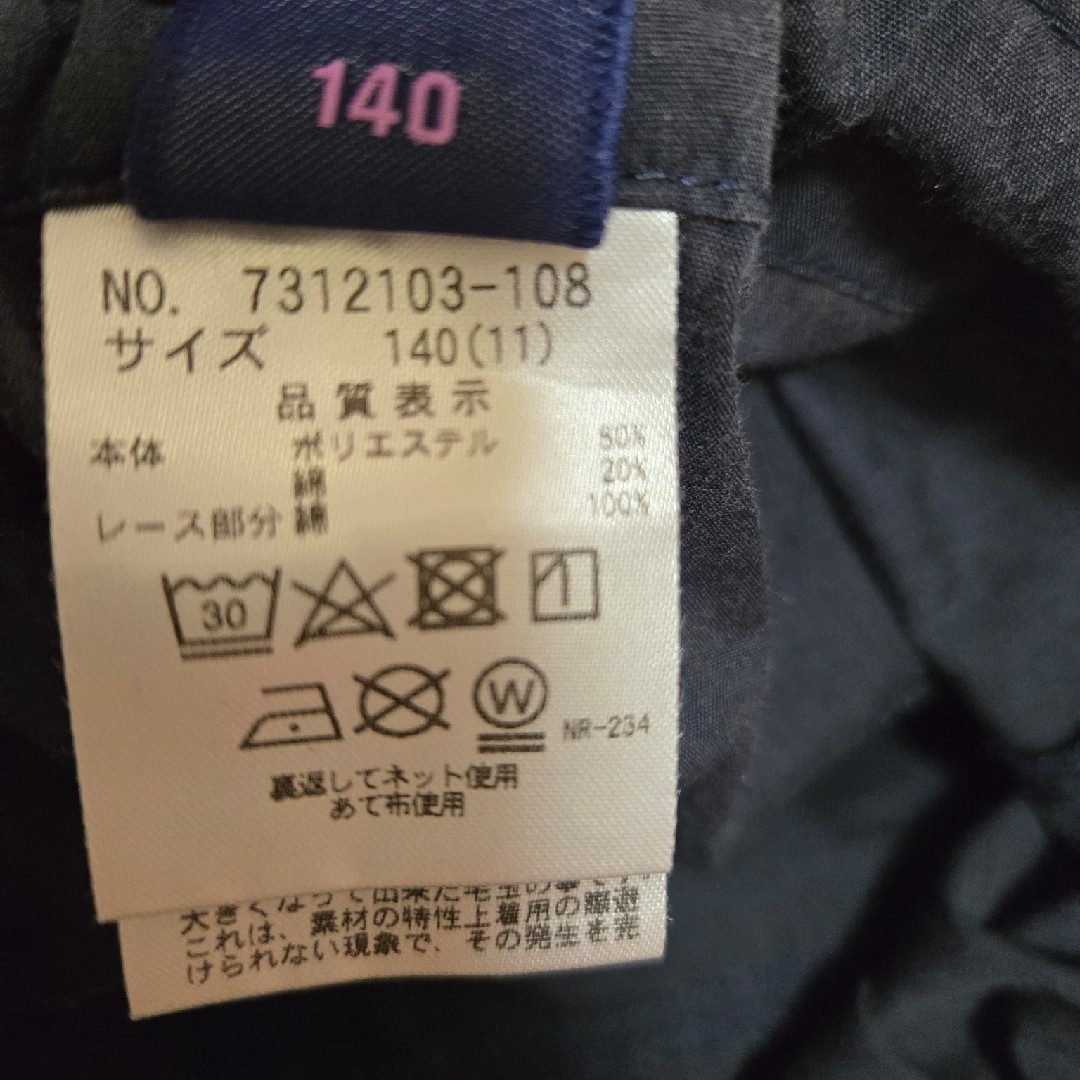 140
NO. 7312103-108
サイズ 140(11)
品質表示
本体 ポリエステル 80%
綿 20%
レース部分 綿 100%
30
W
NR-234
裏返してネット使用
あて布使用
大きくなって出来た毛玉の
これは、素材の特性上着用の際避
けられない現象で、その発生を完